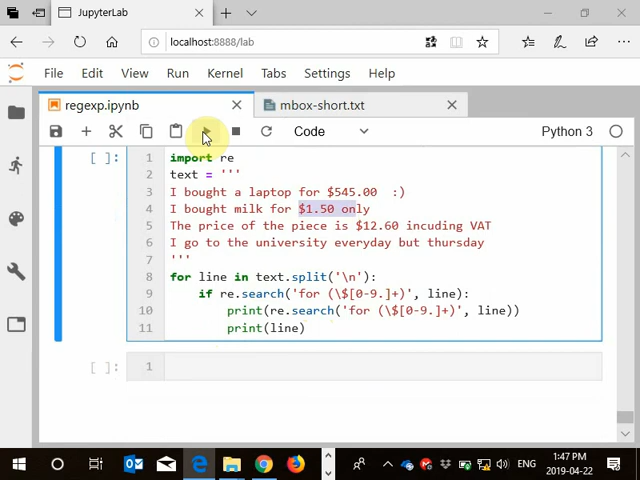 JupyterLab
localhost:8888/lab
File Edit View Run Kernel Tabs Settings Help
regexp.ipynb
mbox-short.txt
Code
Python 3
[ ]:
1 import re
2 text = '''
3 I bought a laptop for $545.00 :)
4 I bought milk for $1.50 only
5 The price of the piece is $12.60 incuding VAT
6 I go to the university everyday but thursday
7 '''
8 for line in text.split('\n'):
9 if re.search('for (\$[0-9.]+)', line):
10 print(re.search('for (\$[0-9.]+)', line))
11 print(line)
[ ]:
1
ENG
1:47 PM
2019-04-22